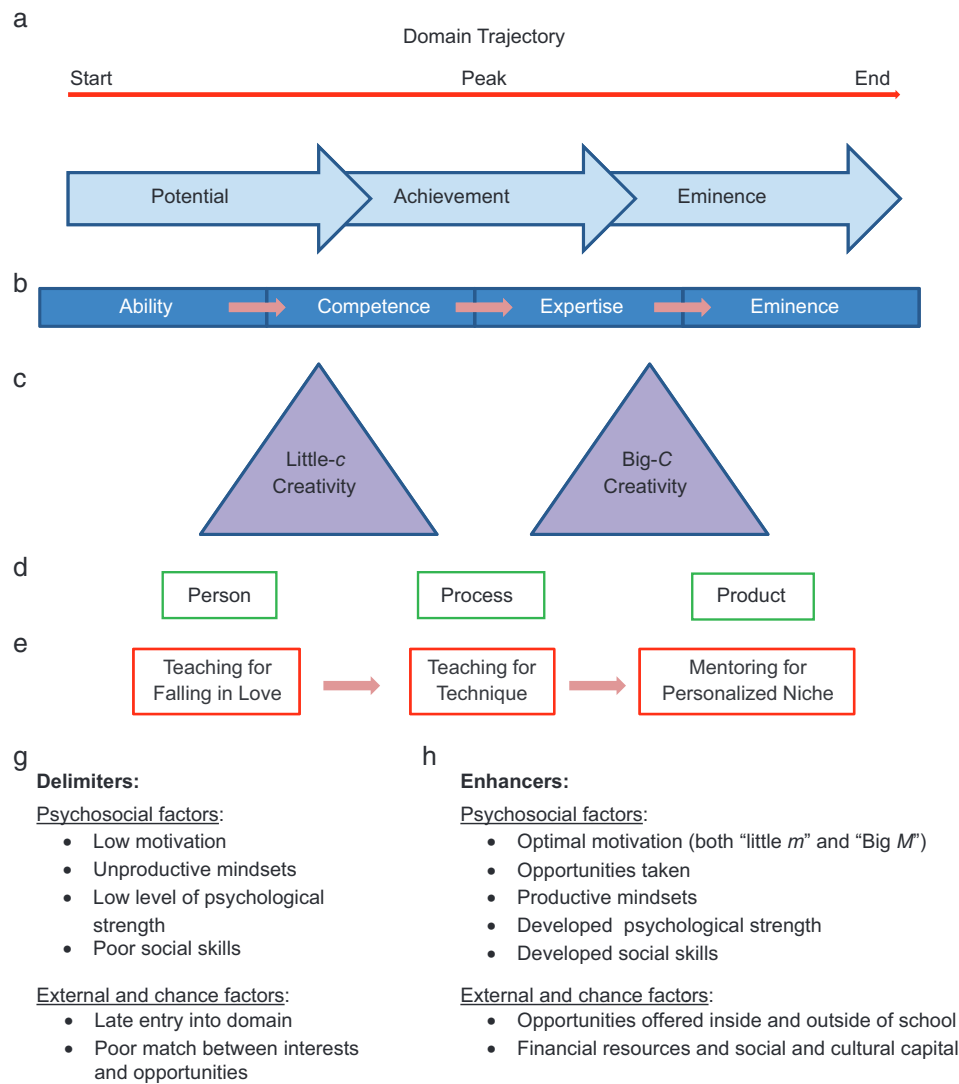 a
Domain Trajectory
Start Peak End
Potential Achievement Eminence
b
Ability Competence Expertise Eminence
c
Little-c
Creativity
Big-C
Creativity
d
Person Process Product
e
Teaching for
Falling in Love
Teaching for
Technique
Mentoring for
Personalized Niche
g
Delimiters:
Psychosocial factors:
• Low motivation
• Unproductive mindsets
• Low level of psychological
strength
• Poor social skills
External and chance factors:
• Late entry into domain
• Poor match between interests
and opportunities
h
Enhancers:
Psychosocial factors:
• Optimal motivation (both “little m” and “Big M”)
• Opportunities taken
• Productive mindsets
• Developed psychological strength
• Developed social skills
External and chance factors:
• Opportunities offered inside and outside of school
• Financial resources and social and cultural capital